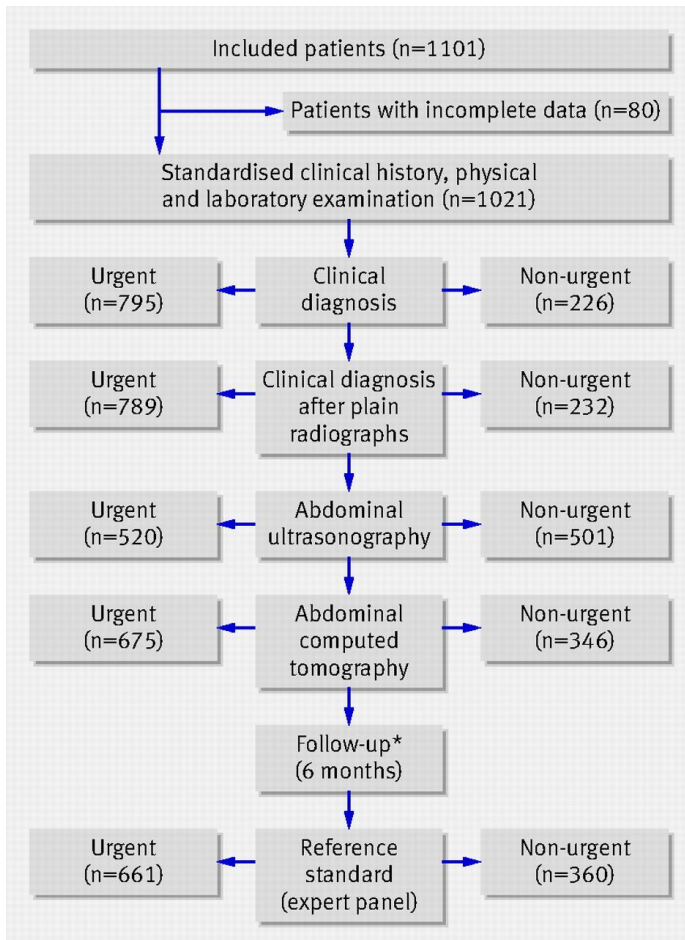 Included patients (n=1101)
Patients with incomplete data (n=80)
Standardised clinical history, physical
and laboratory examination (n=1021)
Urgent
(n=795)
Clinical
diagnosis
Non-urgent
(n=226)
Urgent
(n=789)
Clinical diagnosis
after plain
radiographs
Non-urgent
(n=232)
Urgent
(n=520)
Abdominal
ultrasonography
Non-urgent
(n=501)
Urgent
(n=675)
Abdominal
computed
tomography
Non-urgent
(n=346)
Follow-up*
(6 months)
Urgent
(n=661)
Reference
standard
(expert panel)
Non-urgent
(n=360)